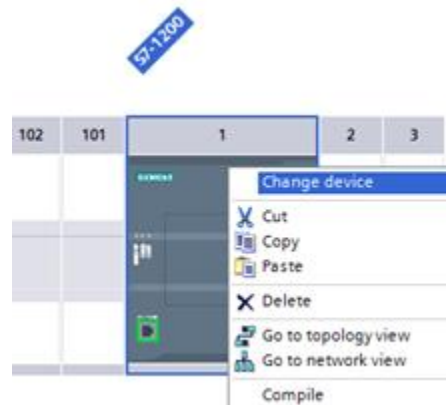 S7-1200
102 101 1 2 3
SIEMENS
Change device
Cut
Copy
Paste
Delete
Go to topology view
Go to network view
Compile